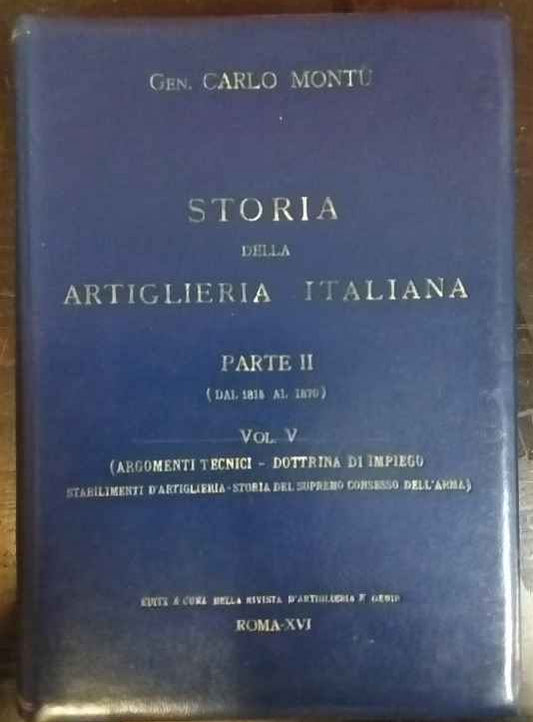 GEN. CARLO MONTÙ
STORIA
DELLA
ARTIGLIERIA ITALIANA
PARTE II
(DAL 1815 AL 1870)
VOL. V
(ARGOMENTI TECNICI - DOTTRINA DI IMPIEGO
STABILIMENTI D'ARTIGLIERIA - STORIA DEL SUPREMO CONSESSO DELL'ARMA)
EDITA A CURA DELLA RIVISTA D'ARTIGLIERIA E GENIO
ROMA-XVI